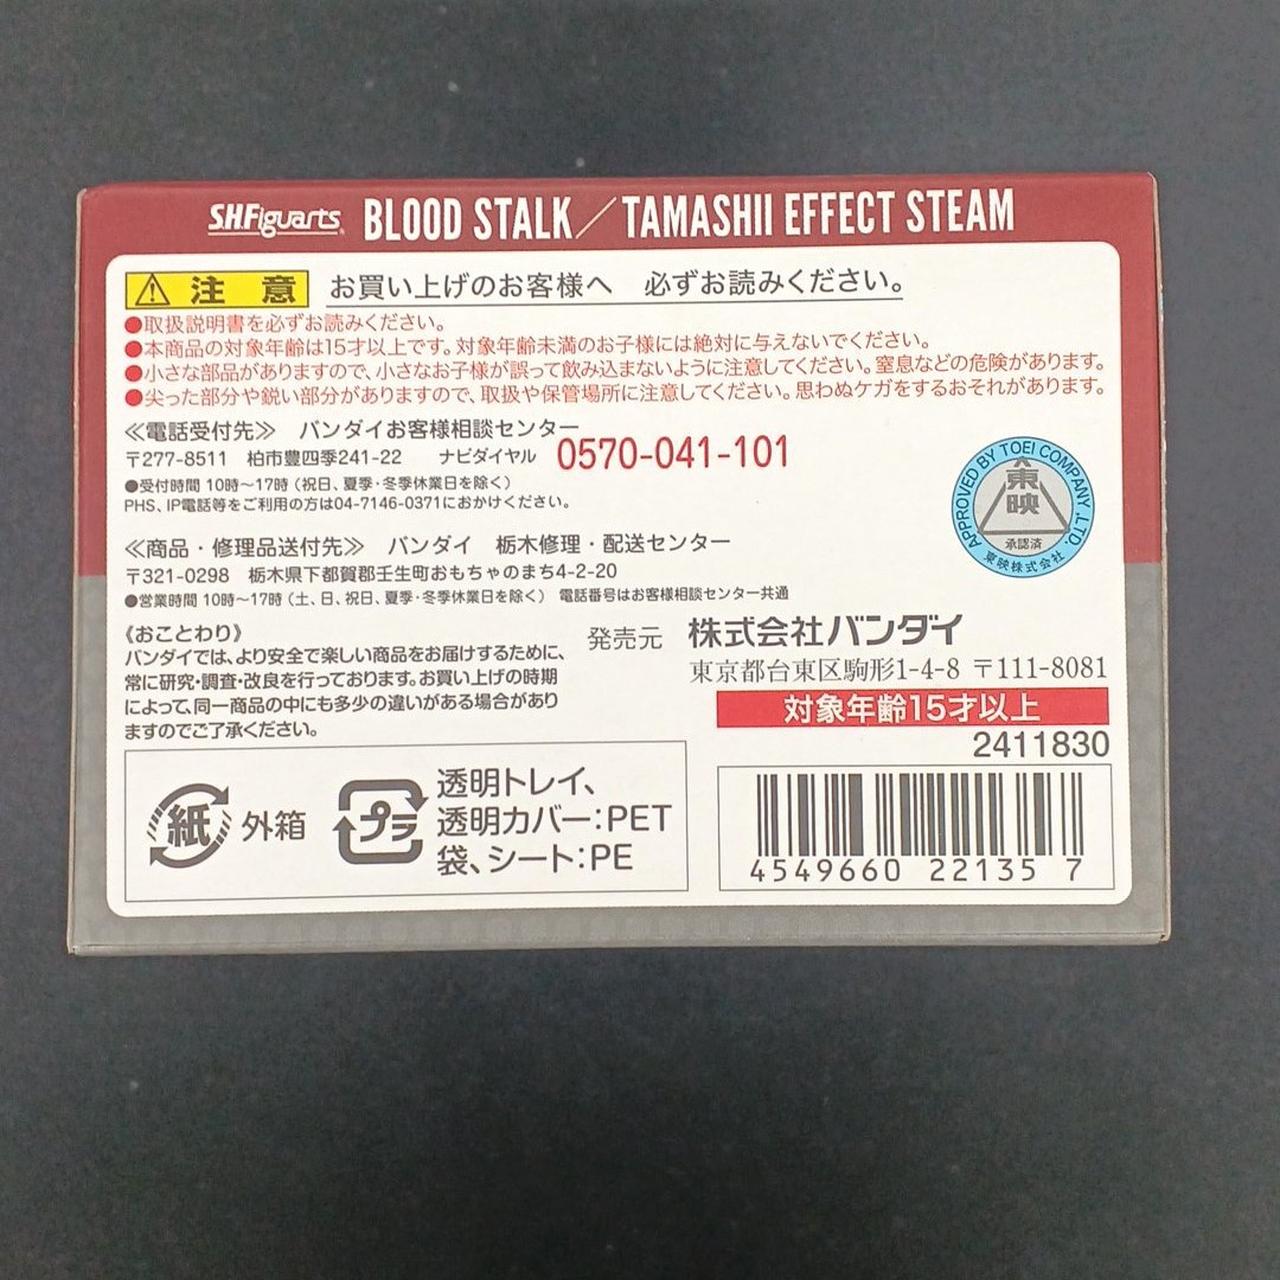 S.H.Figuarts BLOOD STALK／TAMASHII EFFECT STEAM
注 意 お買い上げのお客様へ 必ずお読みください。
●取扱説明書を必ずお読みください。
●本商品の対象年齢は15才以上です。対象年齢未満のお子様には絶対に与えないでください。
●小さな部品がありますので、小さなお子様が誤って飲み込まないように注意してください。窒息などの危険があります。
●尖った部分や鋭い部分がありますので、取扱や保管場所に注意してください。思わぬケガをするおそれがあります。
≪電話受付先≫ バンダイお客様相談センター
〒277-8511 柏市豊四季241-22 ナビダイヤル 0570-041-101
●受付時間 10時～17時（祝日、夏季・冬季休業日を除く）
PHS、IP電話等をご利用の方は04-7146-0371におかけください。
APPROVED BY TOEI COMPANY ,LTD.
東映
承認済
東映株式会社
≪商品・修理品送付先≫ バンダイ 栃木修理・配送センター
〒321-0298 栃木県下都賀郡壬生町おもちゃのまち4-2-20
●営業時間 10時～17時（土、日、祝日、夏季・冬季休業日を除く） 電話番号はお客様相談センター共通
《おことわり》
バンダイでは、より安全で楽しい商品をお届けするために、
常に研究・調査・改良を行っております。お買い上げの時期
によって、同一商品の中にも多少の違いがある場合があり
ますのでご了承ください。
発売元 株式会社バンダイ
東京都台東区駒形1-4-8 〒111-8081
対象年齢15才以上
2411830
紙 外箱
プラ
透明トレイ、
透明カバー：PET
袋、シート：PE
4549660 22135 7